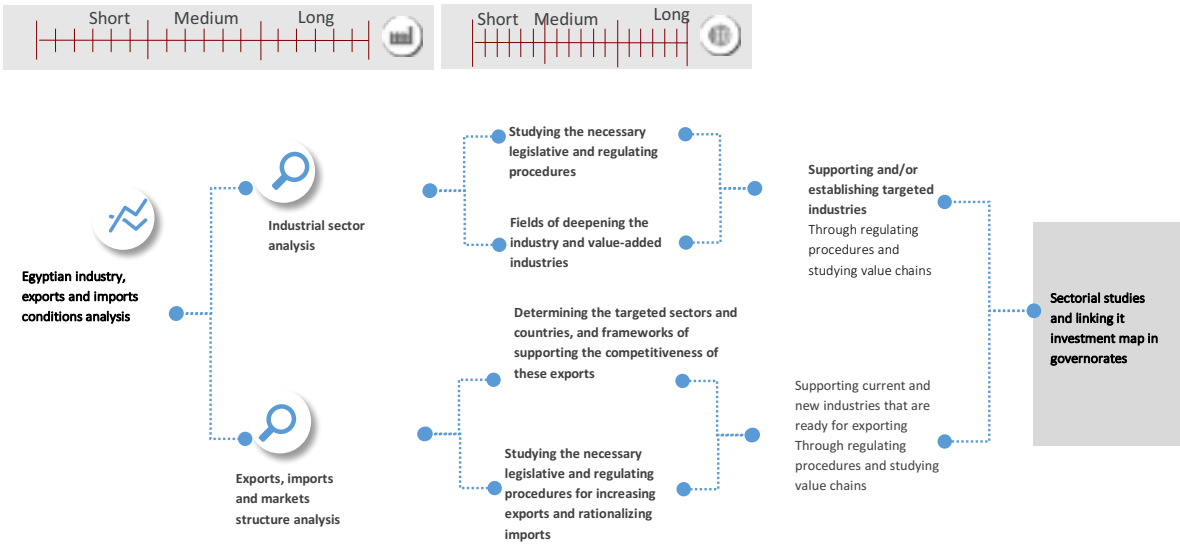 Short Medium Long
Short Medium Long
Egyptian industry,
exports and imports
conditions analysis
Industrial sector
analysis
Exports, imports
and markets
structure analysis
Studying the necessary
legislative and regulating
procedures
Fields of deepening the
industry and value-added
industries
Determining the targeted sectors and
countries, and frameworks of
supporting the competitiveness of
these exports
Studying the necessary
legislative and regulating
procedures for increasing
exports and rationalizing
imports
Supporting and/or
establishing targeted
industries
Through regulating
procedures and
studying value chains
Supporting current and
new industries that are
ready for exporting
Through regulating
procedures and studying
value chains
Sectorial studies
and linking it
investment map in
governorates